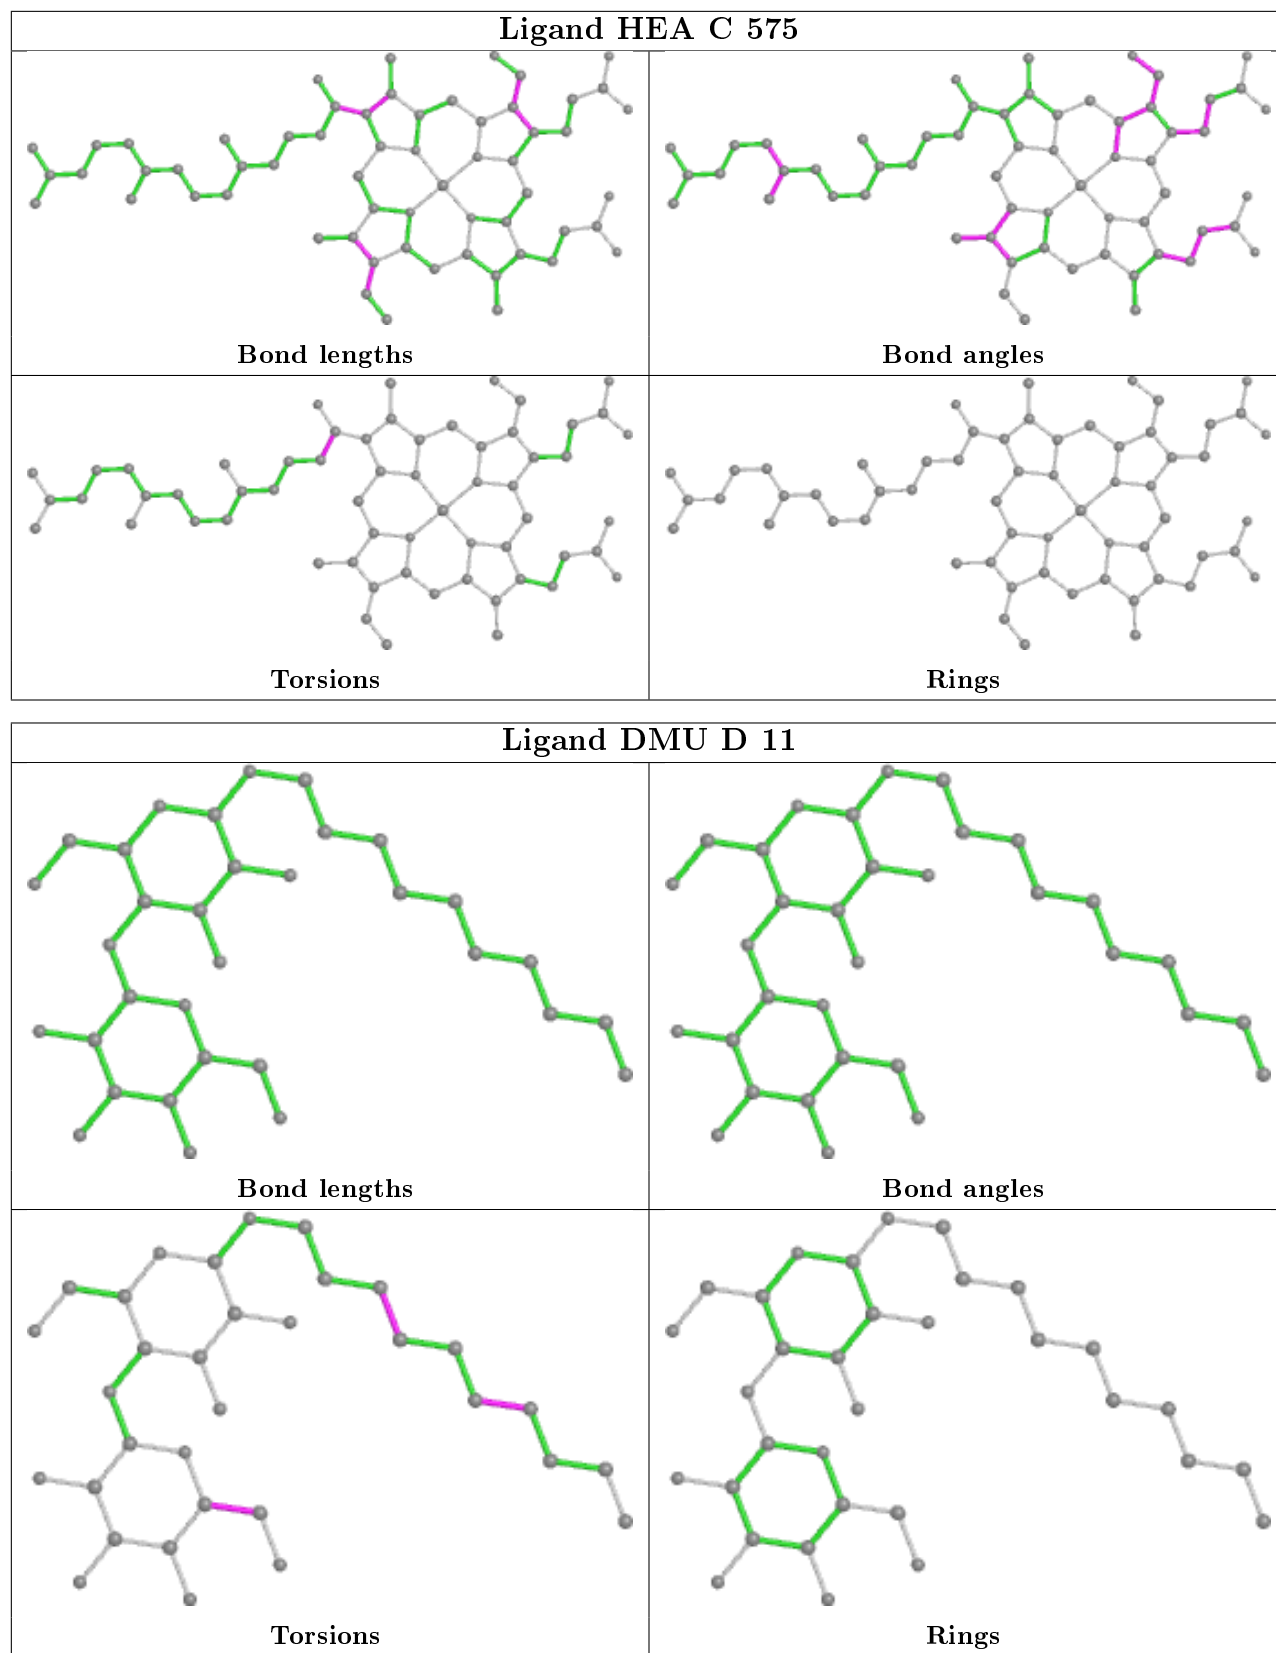 Ligand HEA C 575
Bond lengths
Bond angles
Torsions
Rings
Ligand DMU D 11
Bond lengths
Bond angles
Torsions
Rings